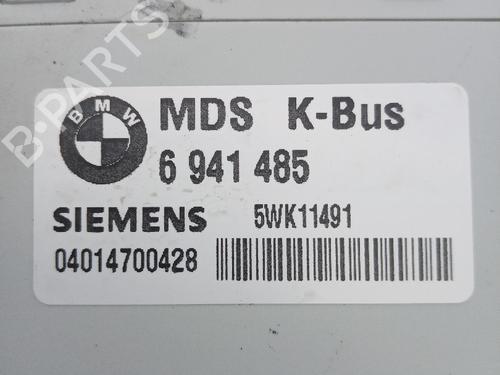 B-PARTS
BMW
MDS K-Bus
6 941 485
SIEMENS 5WK11491
04014700428